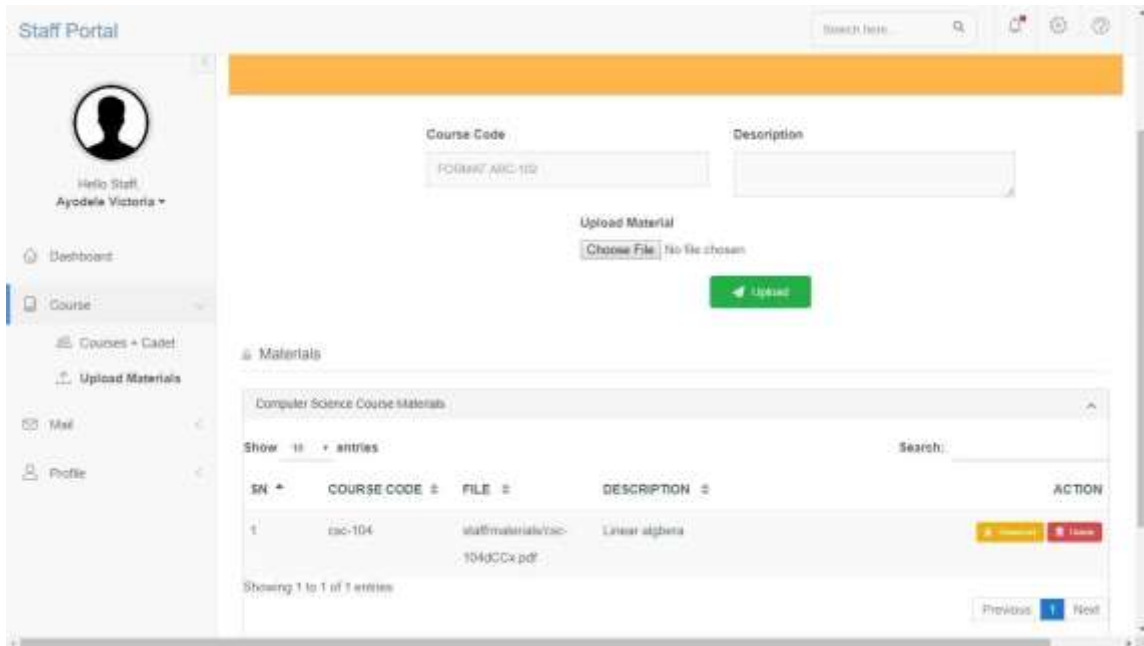 Staff Portal
Search here...
Hello Staff,
Ayodele Victoria
Dashboard
Course
Courses + Cadet
Upload Materials
Mail
Profile
Course Code
Description
FORMAT ABC-102
Upload Material
Choose File No file chosen
Upload
Materials
Computer Science Course Materials
Show 10 entries
Search:
SN COURSE CODE FILE DESCRIPTION ACTION
1 csc-104 staffmaterials/csc- Linear algbera
104dCCx.pdf
Showing 1 to 1 of 1 entries
Previous 1 Next